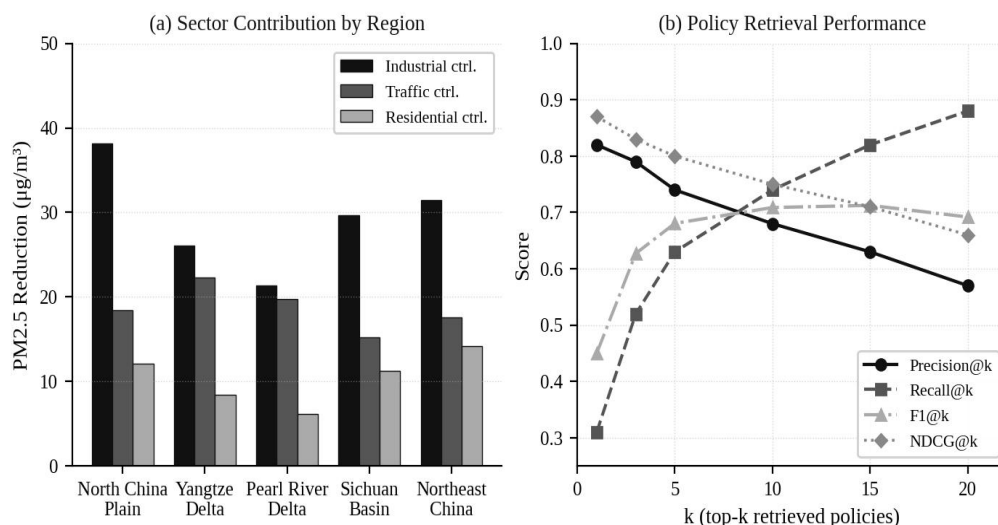 (a) Sector Contribution by Region
PM2.5 Reduction (μg/m³)
50
40
30
20
10
0
Industrial ctrl.
Traffic ctrl.
Residential ctrl.
North China
Plain
Yangtze
Delta
Pearl River
Delta
Sichuan
Basin
Northeast
China
(b) Policy Retrieval Performance
Score
1.0
0.9
0.8
0.7
0.6
0.5
0.4
0.3
Precision@k
Recall@k
F1@k
NDCG@k
0 5 10 15 20
k (top-k retrieved policies)